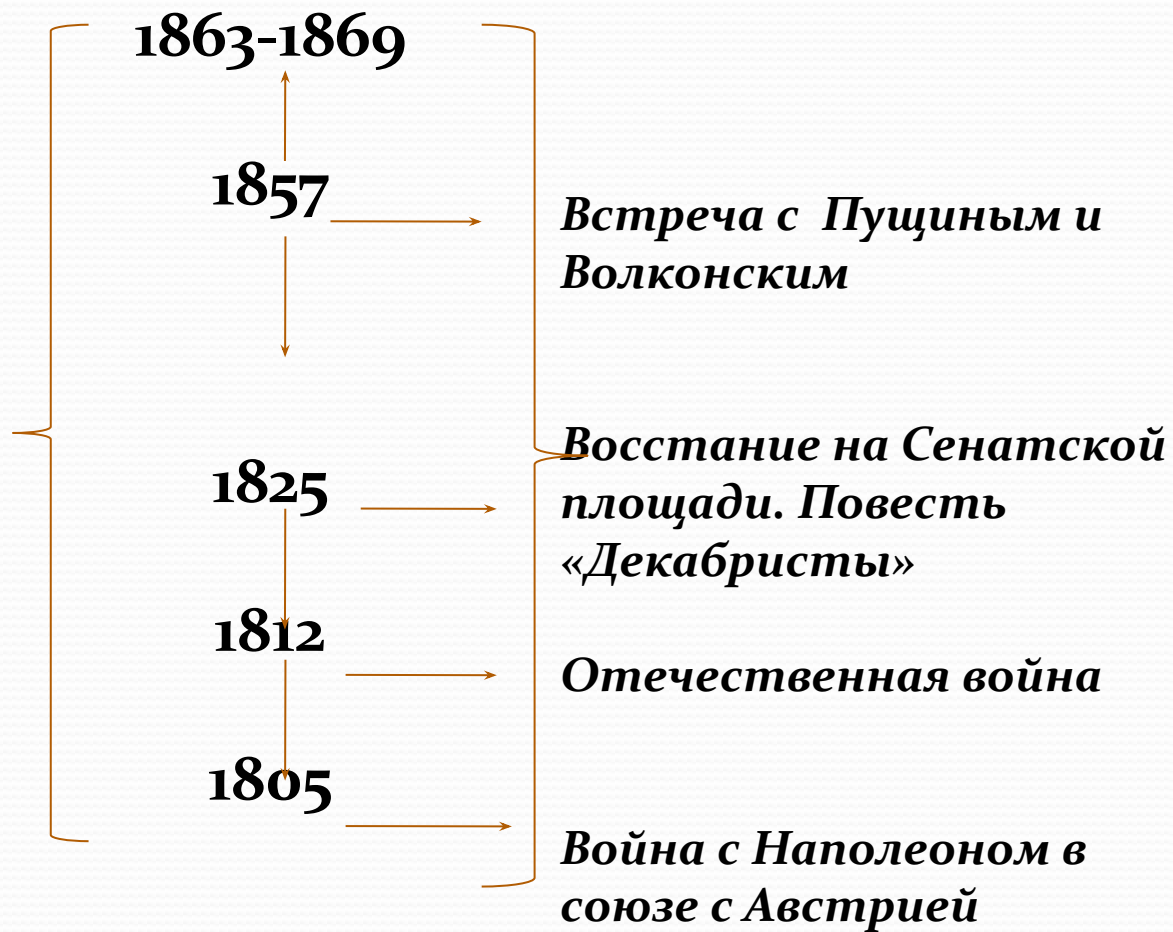 1863-1869
1857
Встреча с Пущиным и
Волконским
1825
Восстание на Сенатской
площади. Повесть
«Декабристы»
1812
Отечественная война
1805
Война с Наполеоном в
союзе с Австрией